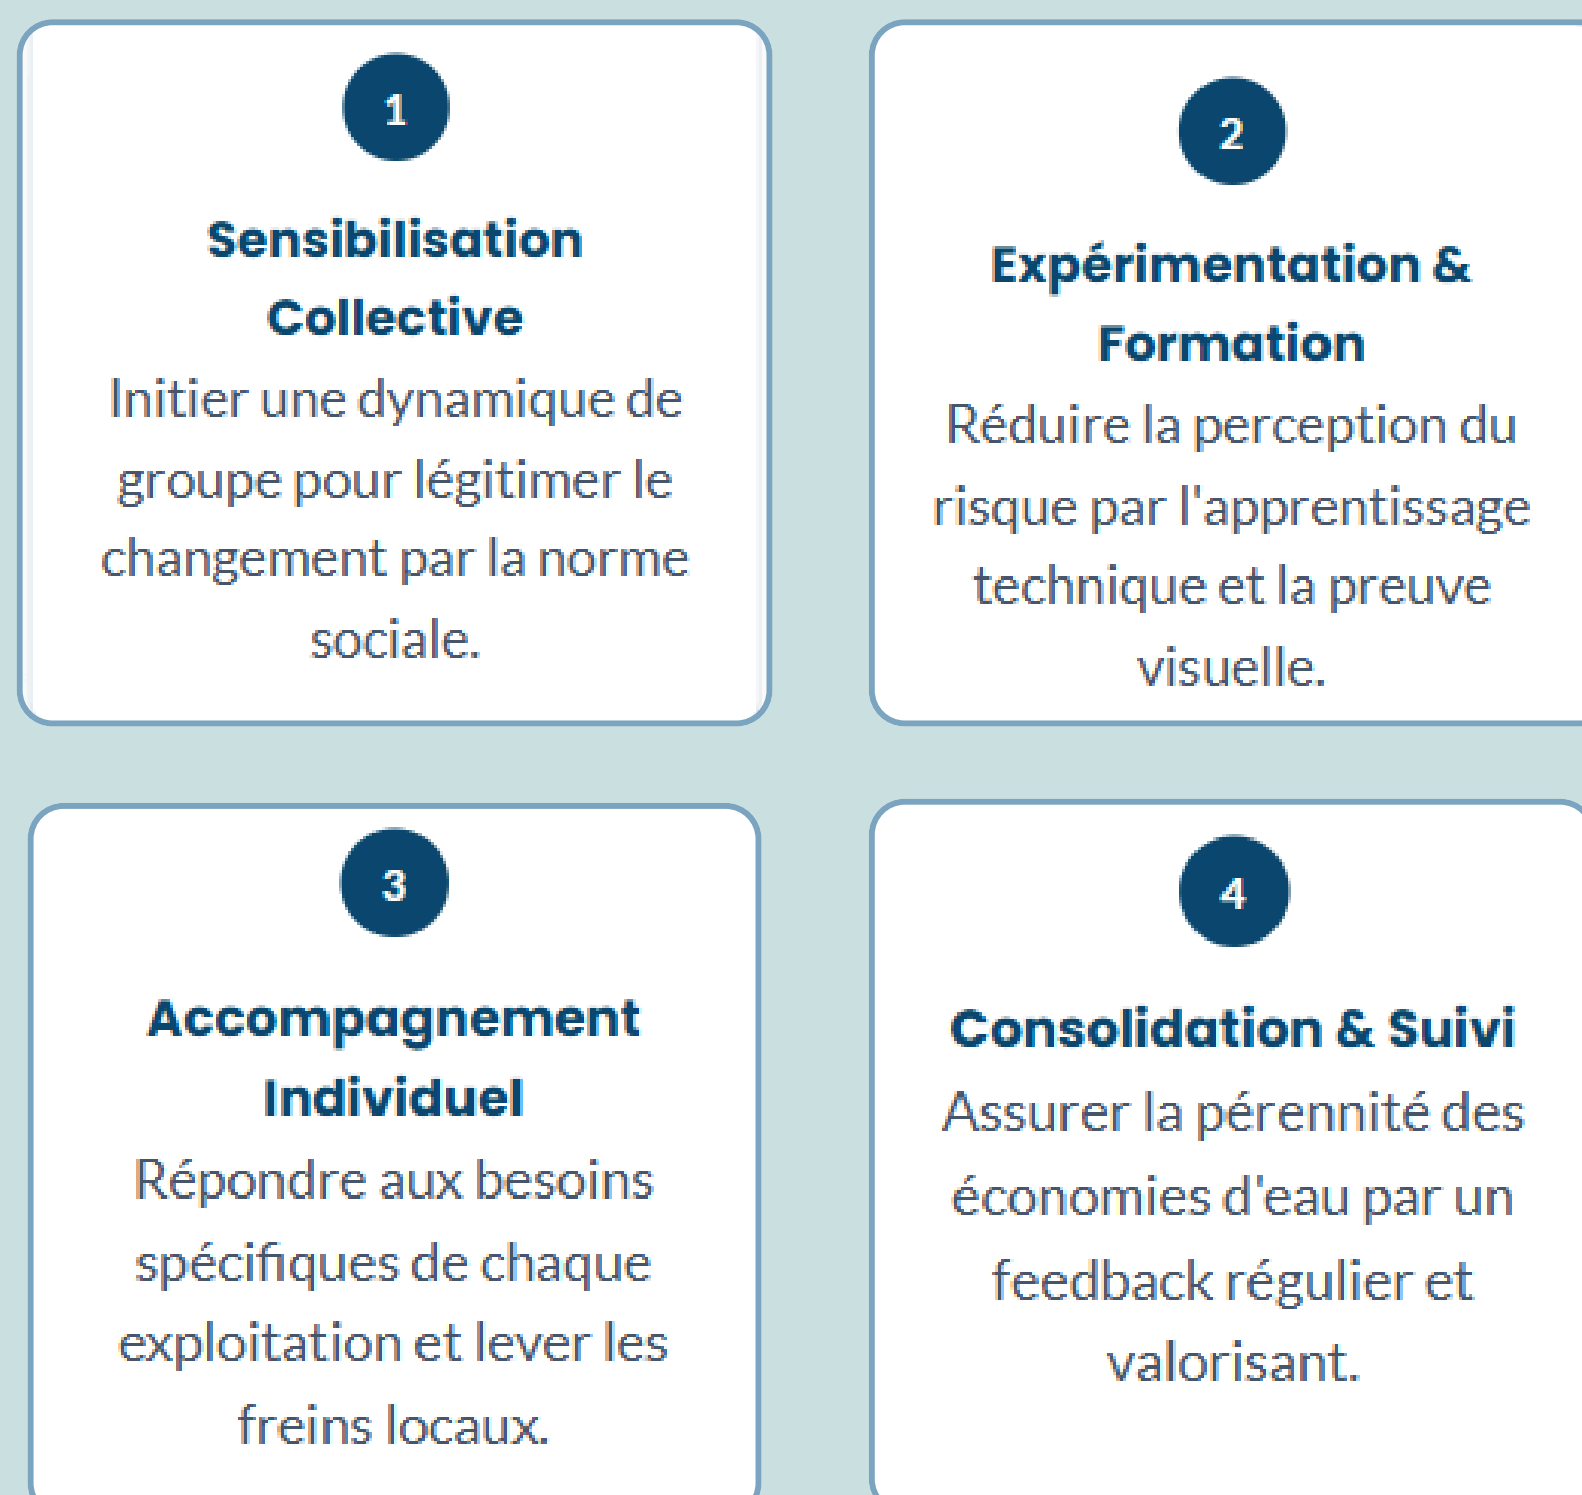 1
Sensibilisation
Collective
Initier une dynamique de
groupe pour légitimer le
changement par la norme
sociale.
2
Expérimentation &
Formation
Réduire la perception du
risque par l'apprentissage
technique et la preuve
visuelle.
3
Accompagnement
Individuel
Répondre aux besoins
spécifiques de chaque
exploitation et lever les
freins locaux.
4
Consolidation & Suivi
Assurer la pérennité des
économies d'eau par un
feedback régulier et
valorisant.